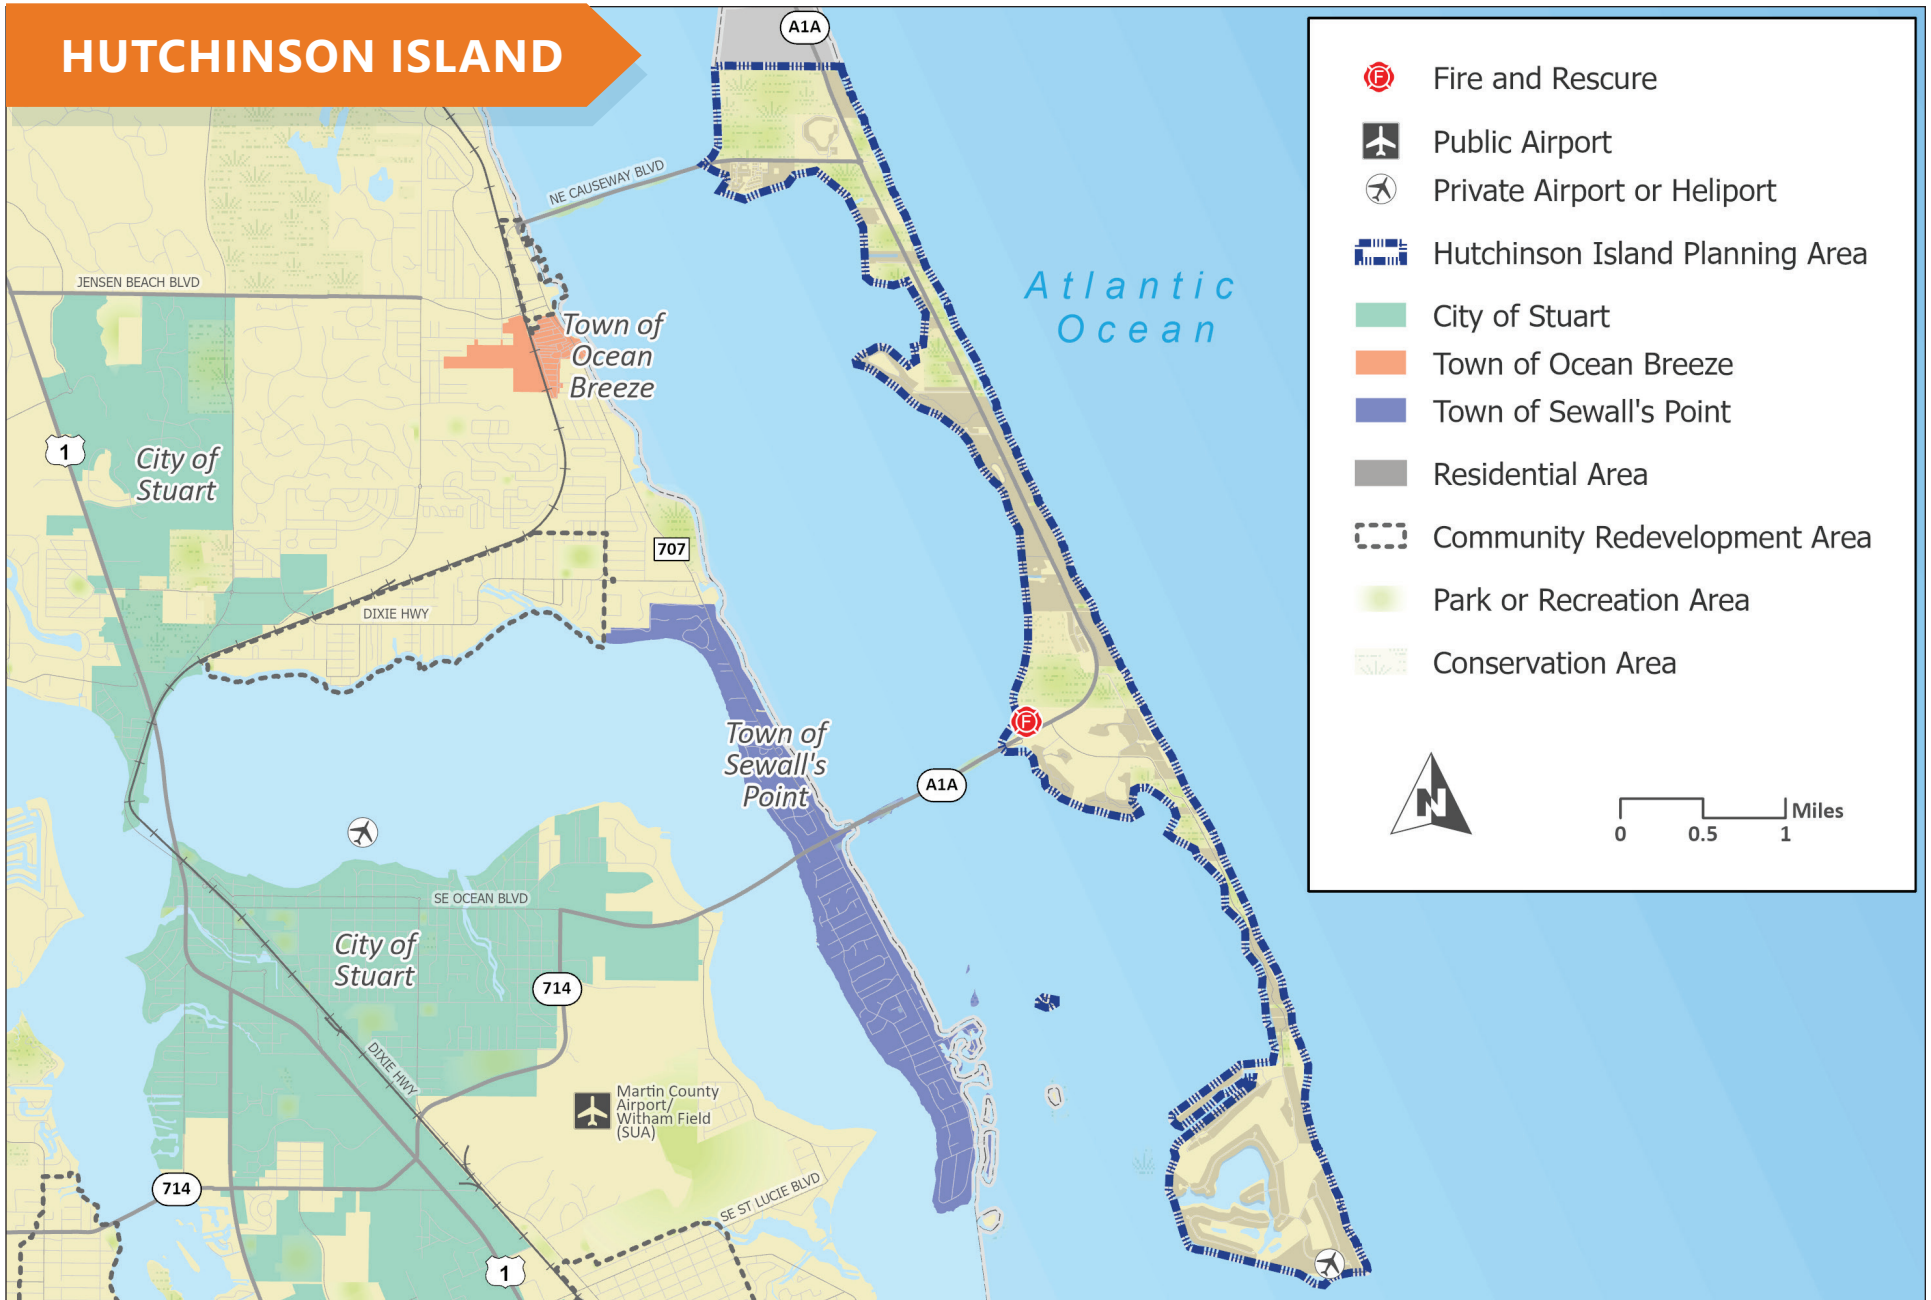 HUTCHINSON ISLAND
A1A
NE CAUSEWAY BLVD
JENSEN BEACH BLVD
Town of
Ocean
Breeze
Atlantic
Ocean
1
City of
Stuart
707
DIXIE HWY
Town of
Sewall's
Point
F
A1A
SE OCEAN BLVD
City of
Stuart
714
DIXIE HWY
Martin County
Airport/
Witham Field
(SUA)
714
SE ST LUCIE BLVD
1
F
Fire and Rescure
Public Airport
Private Airport or Heliport
Hutchinson Island Planning Area
City of Stuart
Town of Ocean Breeze
Town of Sewall's Point
Residential Area
Community Redevelopment Area
Park or Recreation Area
Conservation Area
N
Miles
0 0.5 1